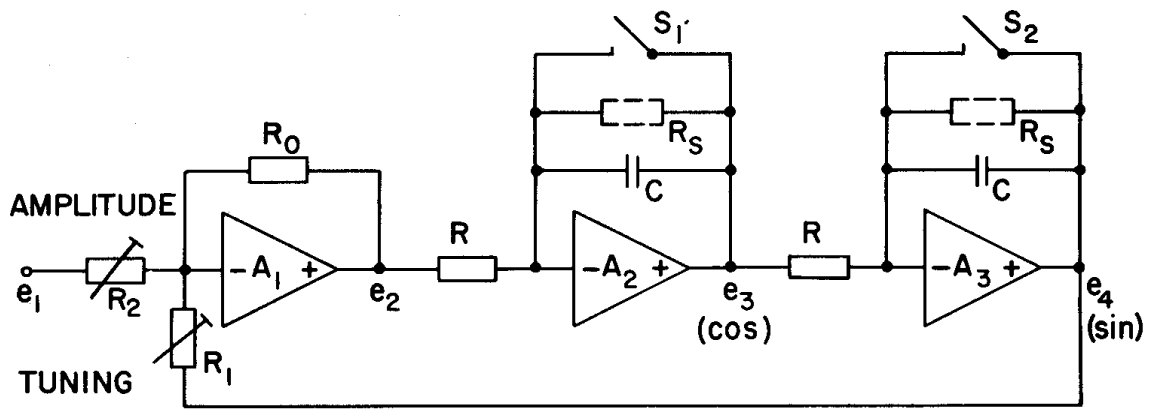 S1 S2
RS RS
R0
C C
AMPLITUDE
R R
-A1+ -A2+ -A3+
e1 R2 e2 e3 e4
(cos) (sin)
R1
TUNING